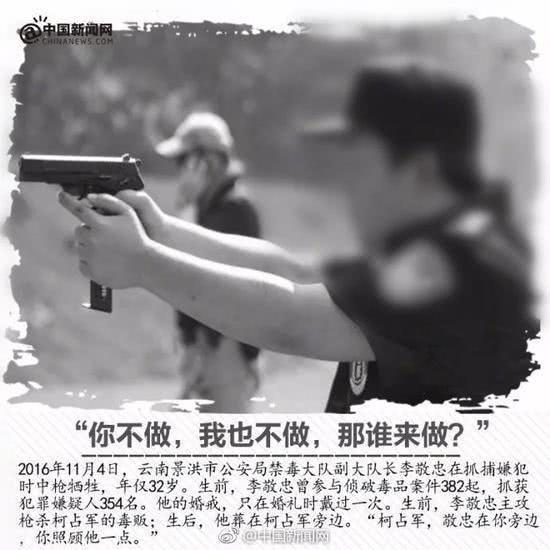 中国新闻网
CHINANEWS.COM
“你不做，我也不做，那谁来做？”
2016年11月4日，云南景洪市公安局禁毒大队副大队长李敬忠在抓捕嫌犯
时中枪牺牲，年仅32岁。生前，李敬忠曾参与侦破毒品案件382起，抓获
犯罪嫌疑人354名。他的婚戒，只在婚礼时戴过一次。生前，李敬忠主攻
枪杀柯占军的毒贩；生后，他葬在柯占军旁边。“柯占军，敬忠在你旁边
，你照顾他一点。”
@中国新闻网